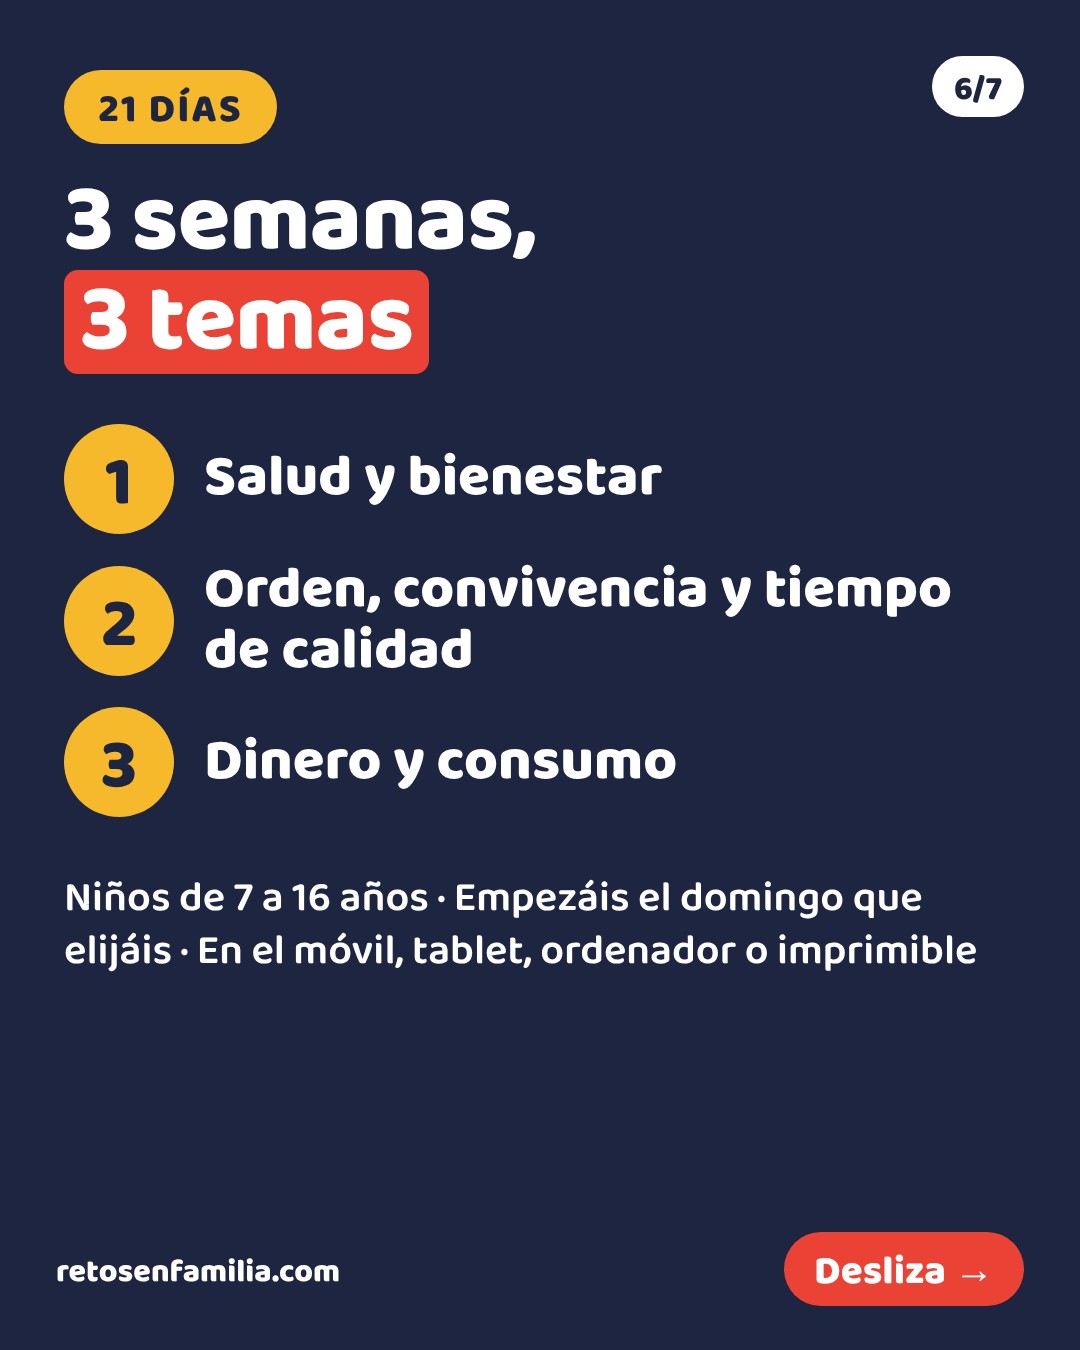 21 DÍAS
6/7
3 semanas,
3 temas
1
Salud y bienestar
2
Orden, convivencia y tiempo
de calidad
3
Dinero y consumo
Niños de 7 a 16 años · Empezáis el domingo que
elijáis · En el móvil, tablet, ordenador o imprimible
retosenfamilia.com
Desliza →